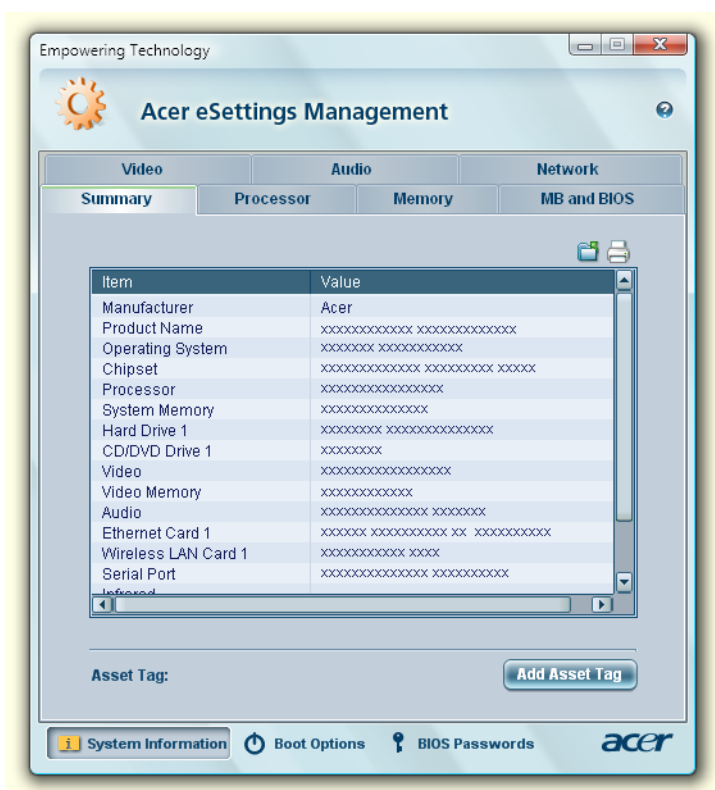 Empowering Technology
Acer eSettings Management
Video Audio Network
Summary Processor Memory MB and BIOS
Item Value
Manufacturer Acer
Product Name xxxxxxxxxxxx xxxxxxxxxxxxx
Operating System xxxxxxx xxxxxxxxxxx
Chipset xxxxxxxxxxxxx xxxxxxxxx xxxxx
Processor xxxxxxxxxxxxxxxx
System Memory xxxxxxxxxxxxxx
Hard Drive 1 xxxxxxxx xxxxxxxxxxxxxx
CD/DVD Drive 1 xxxxxxxx
Video xxxxxxxxxxxxxxxxx
Video Memory xxxxxxxxxxxx
Audio xxxxxxxxxxxxxx xxxxxxx
Ethernet Card 1 xxxxxx xxxxxxxxxx xx xxxxxxxxxx
Wireless LAN Card 1 xxxxxxxxxxx xxxx
Serial Port xxxxxxxxxxxxxx xxxxxxxxxx
Infrared
Asset Tag: Add Asset Tag
System Information Boot Options BIOS Passwords acer